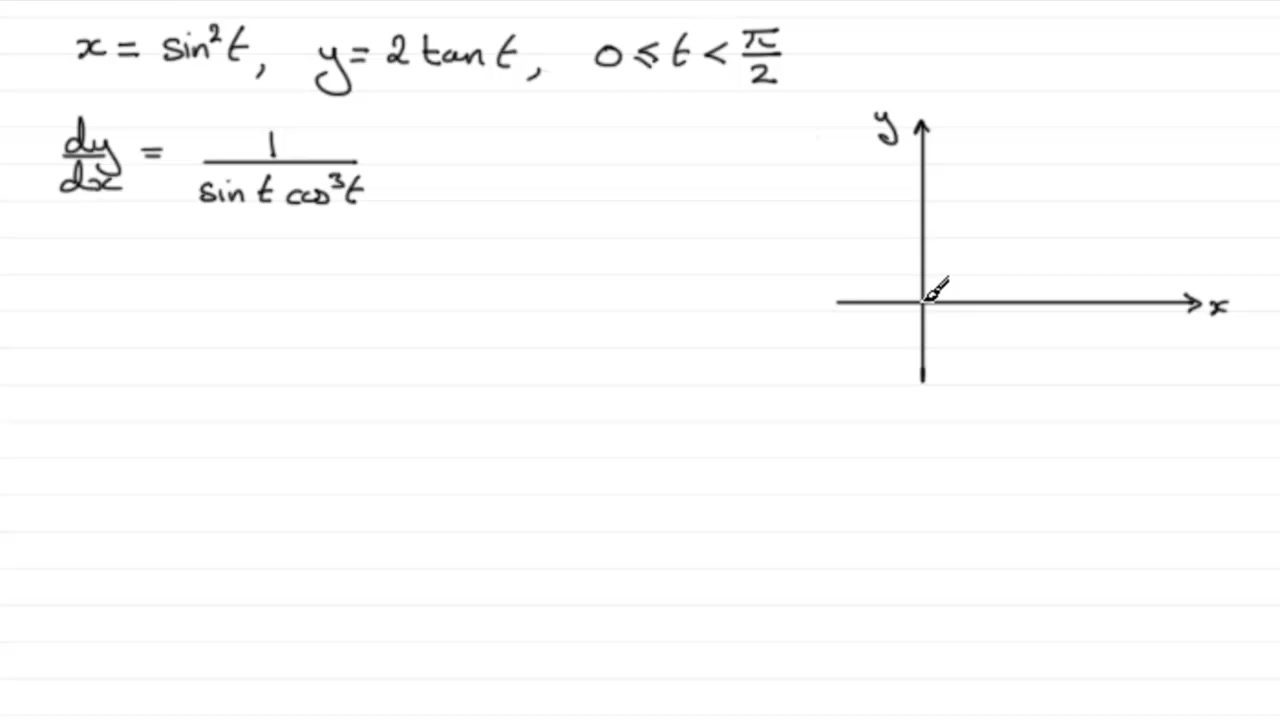 x = sin²t, y = 2 tan t, 0 ≤ t < π/2
dy/dx = 1/(sin t cos³t)
y
x